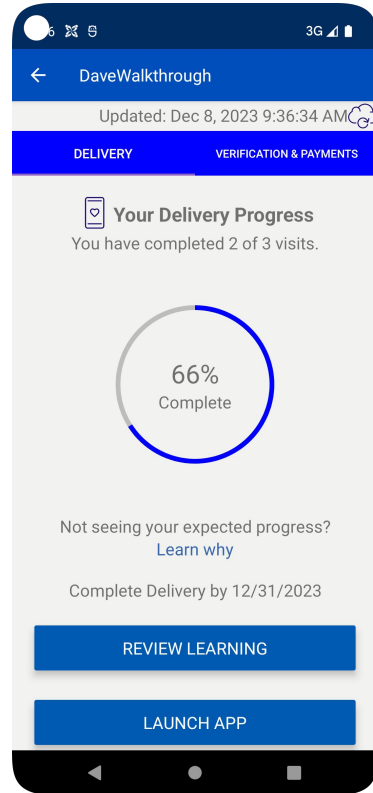 6 3G
DaveWalkthrough
Updated: Dec 8, 2023 9:36:34 AM
DELIVERY VERIFICATION & PAYMENTS
Your Delivery Progress
You have completed 2 of 3 visits.
66%
Complete
Not seeing your expected progress?
Learn why
Complete Delivery by 12/31/2023
REVIEW LEARNING
LAUNCH APP